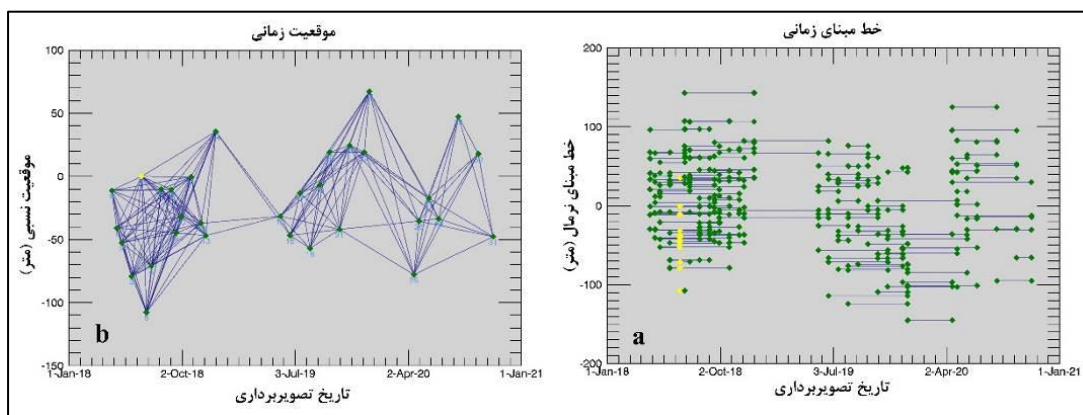 موقعیت زمانی
100
50
0
-50
-100
-150
موقعیت نسبی (متر)
b
1-Jan-18 2-Oct-18 3-Jul-19 2-Apr-20 1-Jan-21
تاریخ تصویربرداری
خط مبنای زمانی
200
100
0
-100
-200
خط مبنای نرمال (متر)
a
1-Jan-18 2-Oct-18 3-Jul-19 2-Apr-20 1-Jan-21
تاریخ تصویربرداری